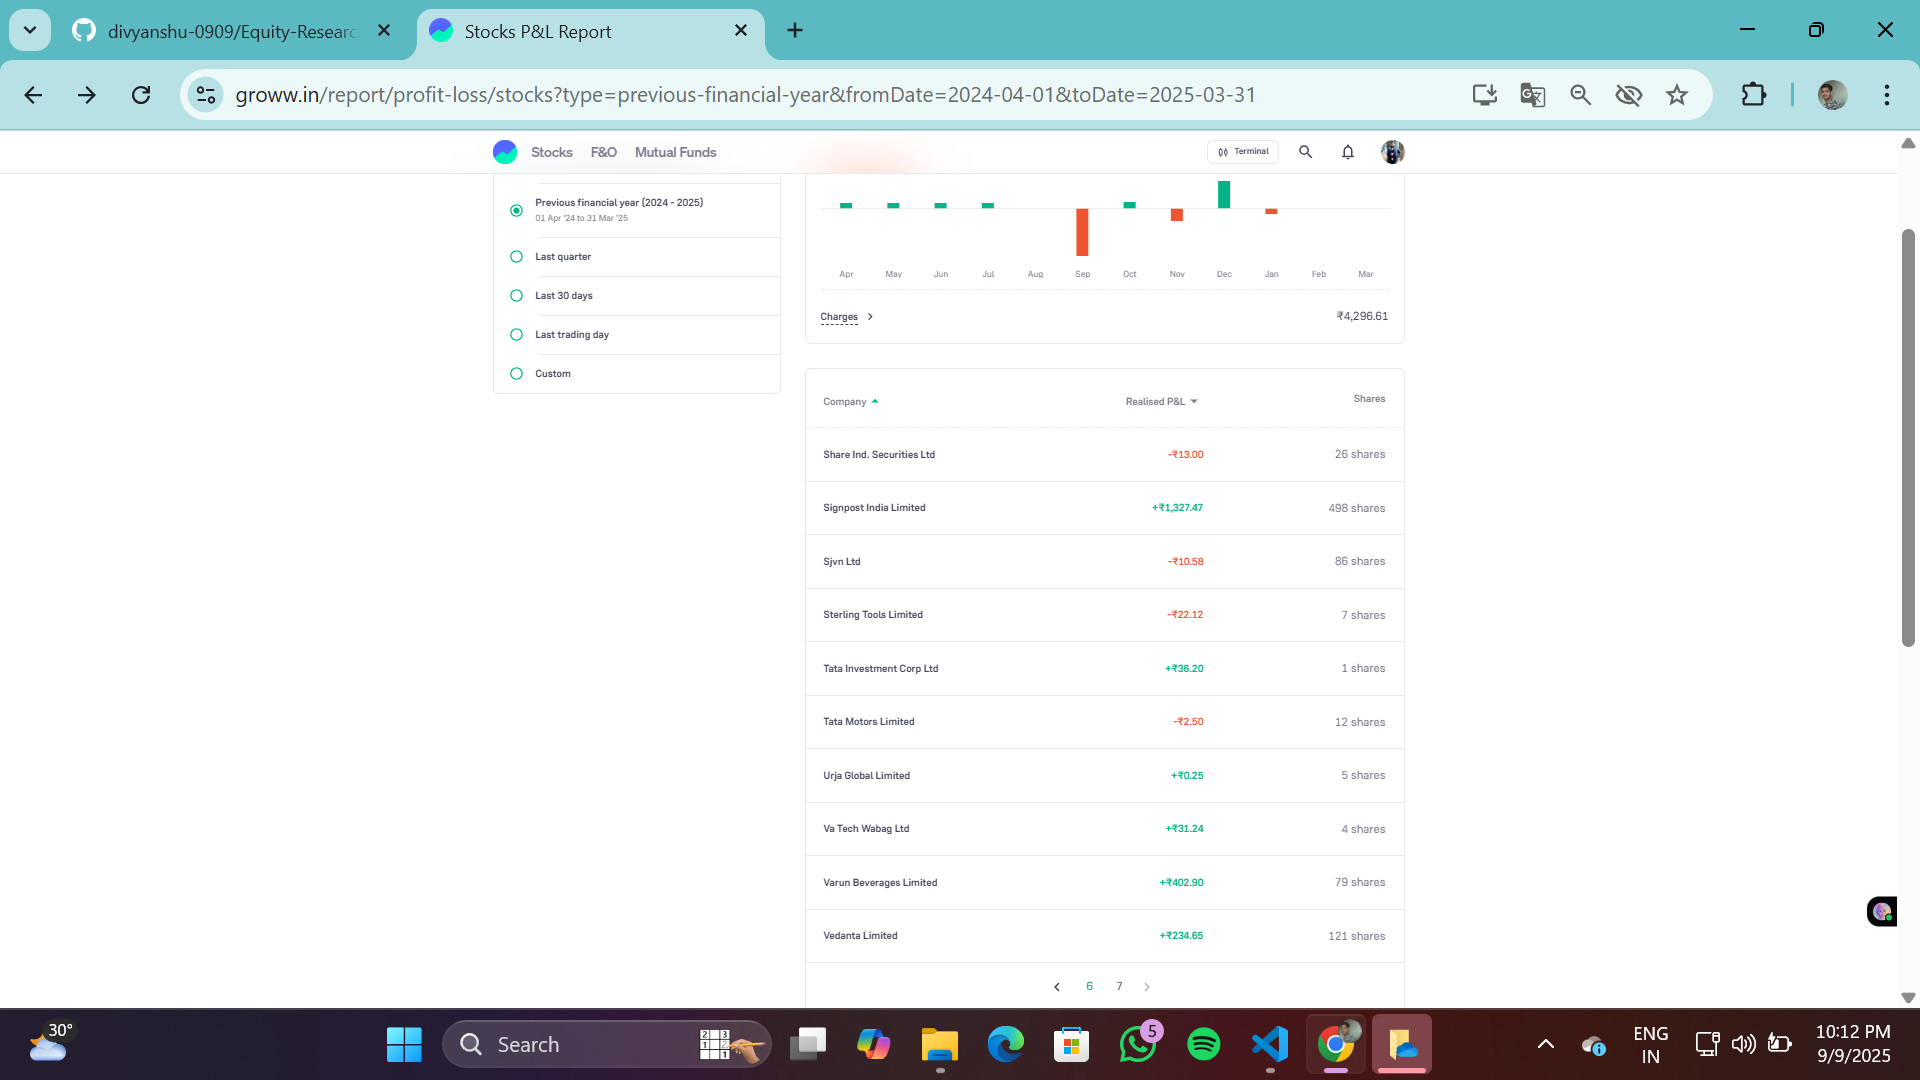 divyanshu-0909/Equity-Researc
Stocks P&L Report
groww.in/report/profit-loss/stocks?type=previous-financial-year&fromDate=2024-04-01&toDate=2025-03-31
Stocks F&O Mutual Funds
Terminal
Previous financial year (2024 - 2025)
01 Apr '24 to 31 Mar '25
Last quarter
Last 30 days
Last trading day
Custom
Apr May Jun Jul Aug Sep Oct Nov Dec Jan Feb Mar
Charges ₹4,296.61
Company Realised P&L Shares
Share Ind. Securities Ltd -₹13.00 26 shares
Signpost India Limited +₹1,327.47 498 shares
Sjvn Ltd -₹10.58 86 shares
Sterling Tools Limited -₹22.12 7 shares
Tata Investment Corp Ltd +₹36.20 1 shares
Tata Motors Limited -₹2.50 12 shares
Urja Global Limited +₹0.25 5 shares
Va Tech Wabag Ltd +₹31.24 4 shares
Varun Beverages Limited +₹402.90 79 shares
Vedanta Limited +₹234.65 121 shares
6 7
30°
Search
5
ENG
IN
10:12 PM
9/9/2025